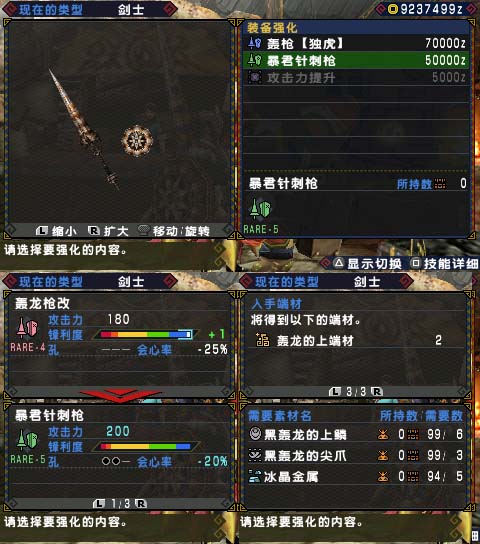 现在的类型 剑士
缩小 扩大 移动/旋转
请选择要强化的内容。
9237499z
装备强化
轰枪【独虎】 70000z
暴君针刺枪 50000z
攻击力提升 5000z
暴君针刺枪 所持数 0
RARE-5
显示切换 技能详细
现在的类型 剑士
轰龙枪改
攻击力 180
锋利度 +1
RARE-4 孔 --- 会心率 -25%
暴君针刺枪
攻击力 200
锋利度
RARE-5 孔 ○○- 会心率 -20%
L 1/3 R
请选择要强化的内容。
现在的类型 剑士
入手端材
将得到以下的端材。
轰龙的上端材 2
L 3/3 R
需要素材名 所持数/需要数
黑轰龙的上鳞 0 99/ 6
黑轰龙的尖爪 0 99/ 3
冰晶金属 0 94/ 5
请选择要强化的内容。